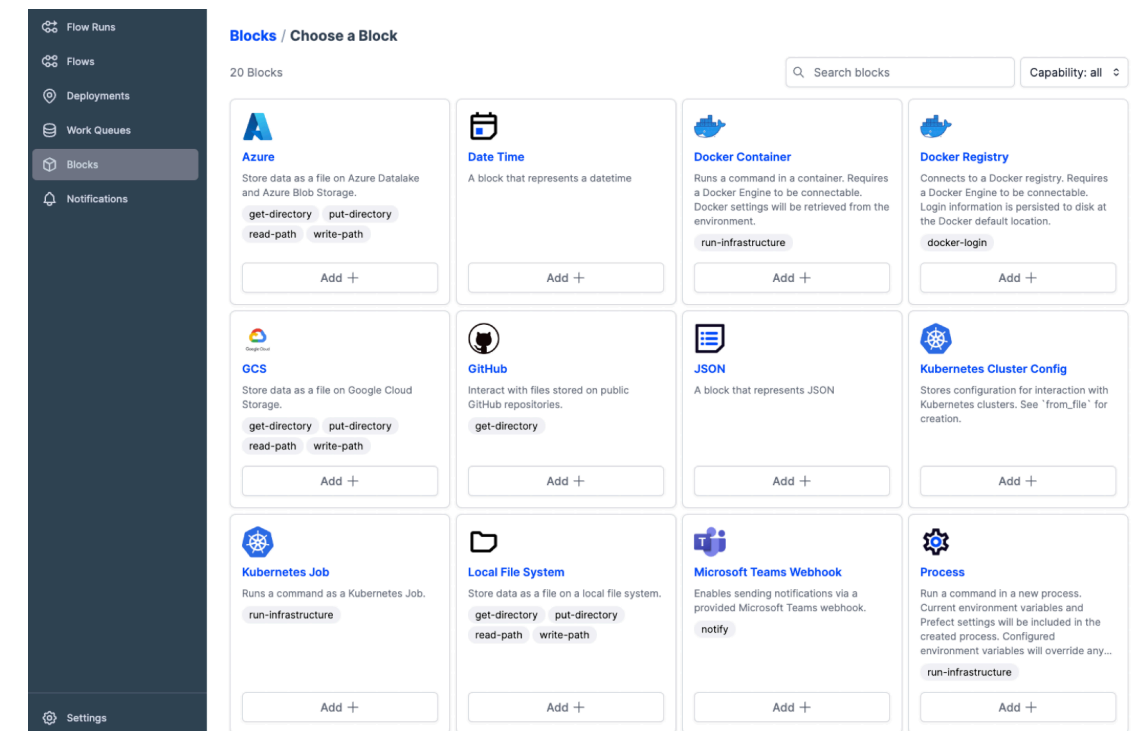 Flow Runs
Flows
Deployments
Work Queues
Blocks
Notifications
Settings
Blocks / Choose a Block
20 Blocks
Search blocks
Capability: all
Azure
Store data as a file on Azure Datalake
and Azure Blob Storage.
get-directory put-directory
read-path write-path
Add +
Date Time
A block that represents a datetime
Add +
Docker Container
Runs a command in a container. Requires
a Docker Engine to be connectable.
Docker settings will be retrieved from the
environment.
run-infrastructure
Add +
Docker Registry
Connects to a Docker registry. Requires
a Docker Engine to be connectable.
Login information is persisted to disk at
the Docker default location.
docker-login
Add +
Google Cloud
GCS
Store data as a file on Google Cloud
Storage.
get-directory put-directory
read-path write-path
Add +
GitHub
Interact with files stored on public
GitHub repositories.
get-directory
Add +
JSON
A block that represents JSON
Add +
Kubernetes Cluster Config
Stores configuration for interaction with
Kubernetes clusters. See `from_file` for
creation.
Add +
Kubernetes Job
Runs a command as a Kubernetes Job.
run-infrastructure
Add +
Local File System
Store data as a file on a local file system.
get-directory put-directory
read-path write-path
Add +
T
Microsoft Teams Webhook
Enables sending notifications via a
provided Microsoft Teams webhook.
notify
Add +
Process
Run a command in a new process.
Current environment variables and
Prefect settings will be included in the
created process. Configured
environment variables will override any...
run-infrastructure
Add +